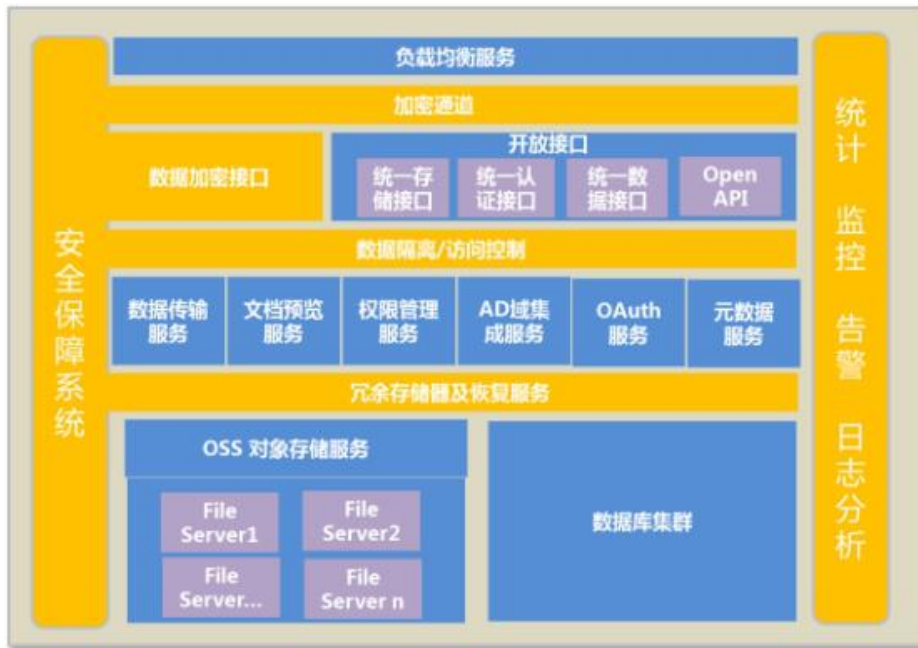 负载均衡服务
加密通道
数据加密接口
开放接口
统一存
储接口
统一认
证接口
统一数
据接口
Open
API
数据隔离/访问控制
数据传输
服务
文档预览
服务
权限管理
服务
AD域集
成服务
OAuth
服务
元数据
服务
冗余存储器及恢复服务
OSS 对象存储服务
File
Server1
File
Server2
File
Server...
File
Server n
数据库集群
安全保障系统
统计 监控 告警 日志分析